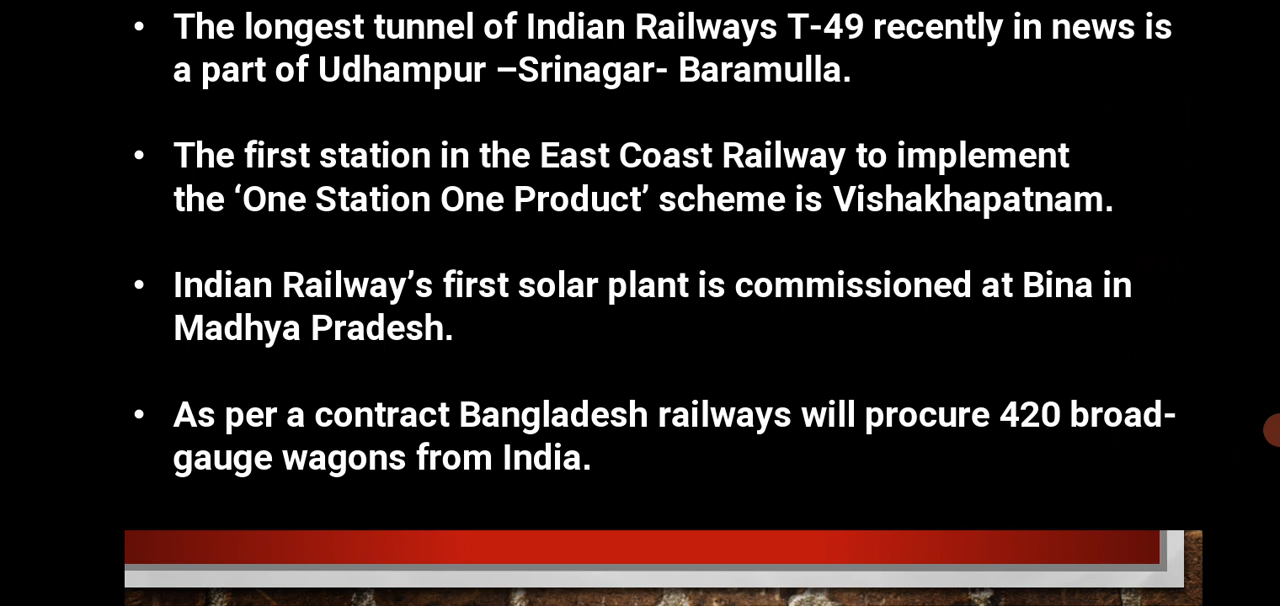 • The longest tunnel of Indian Railways T-49 recently in news is
a part of Udhampur –Srinagar- Baramulla.
• The first station in the East Coast Railway to implement
the ‘One Station One Product’ scheme is Vishakhapatnam.
• Indian Railway’s first solar plant is commissioned at Bina in
Madhya Pradesh.
• As per a contract Bangladesh railways will procure 420 broad-
gauge wagons from India.